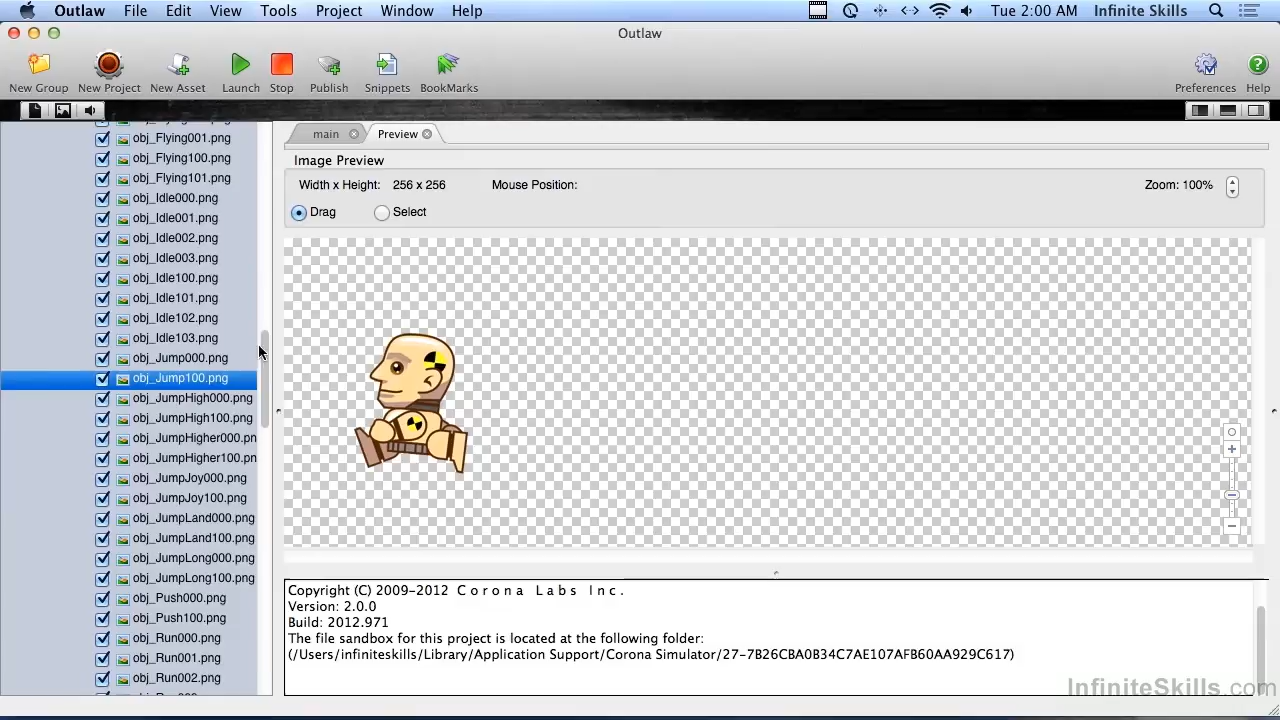 Outlaw File Edit View Tools Project Window Help Tue 2:00 AM Infinite Skills
Outlaw
New Group New Project New Asset Launch Stop Publish Snippets BookMarks Preferences Help
main Preview
Image Preview
Width x Height: 256 x 256 Mouse Position: Zoom: 100%
Drag Select
obj_Flying001.png
obj_Flying100.png
obj_Flying101.png
obj_Idle000.png
obj_Idle001.png
obj_Idle002.png
obj_Idle003.png
obj_Idle100.png
obj_Idle101.png
obj_Idle102.png
obj_Idle103.png
obj_Jump000.png
obj_Jump100.png
obj_JumpHigh000.png
obj_JumpHigh100.png
obj_JumpHigher000.pn
obj_JumpHigher100.pn
obj_JumpJoy000.png
obj_JumpJoy100.png
obj_JumpLand000.png
obj_JumpLand100.png
obj_JumpLong000.png
obj_JumpLong100.png
obj_Push000.png
obj_Push100.png
obj_Run000.png
obj_Run001.png
obj_Run002.png
Copyright (C) 2009-2012 C o r o n a L a b s I n c .
Version: 2.0.0
Build: 2012.971
The file sandbox for this project is located at the following folder:
(/Users/infiniteskills/Library/Application Support/Corona Simulator/27-7B26CBA0B34C7AE107AFB60AA929C617)
InfiniteSkills.com